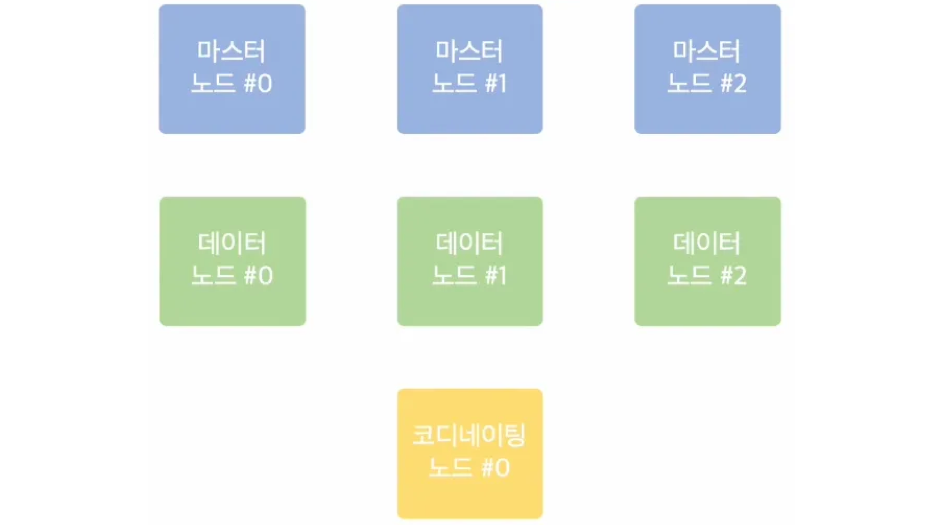 마스터
노드 #0
마스터
노드 #1
마스터
노드 #2
데이터
노드 #0
데이터
노드 #1
데이터
노드 #2
코디네이팅
노드 #0